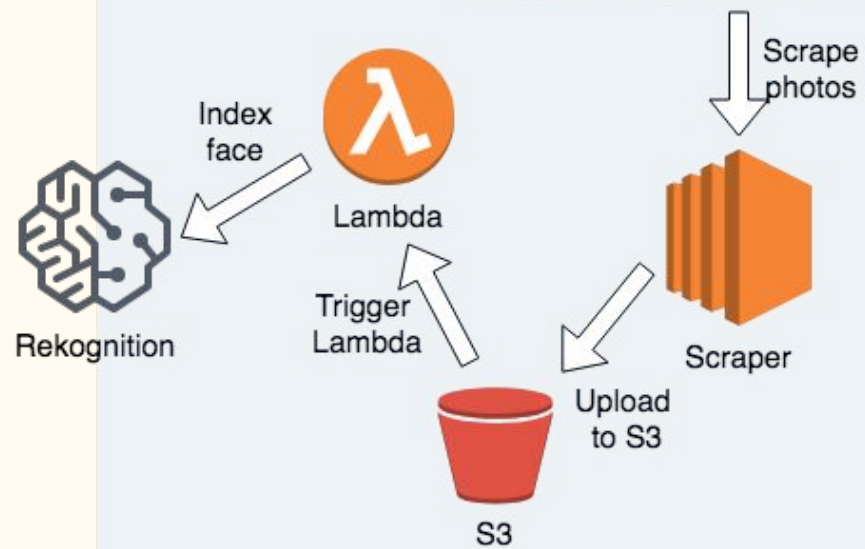 Scrape
photos
Index
face
Lambda
Trigger
Lambda
Rekognition
Scraper
Upload
to S3
S3